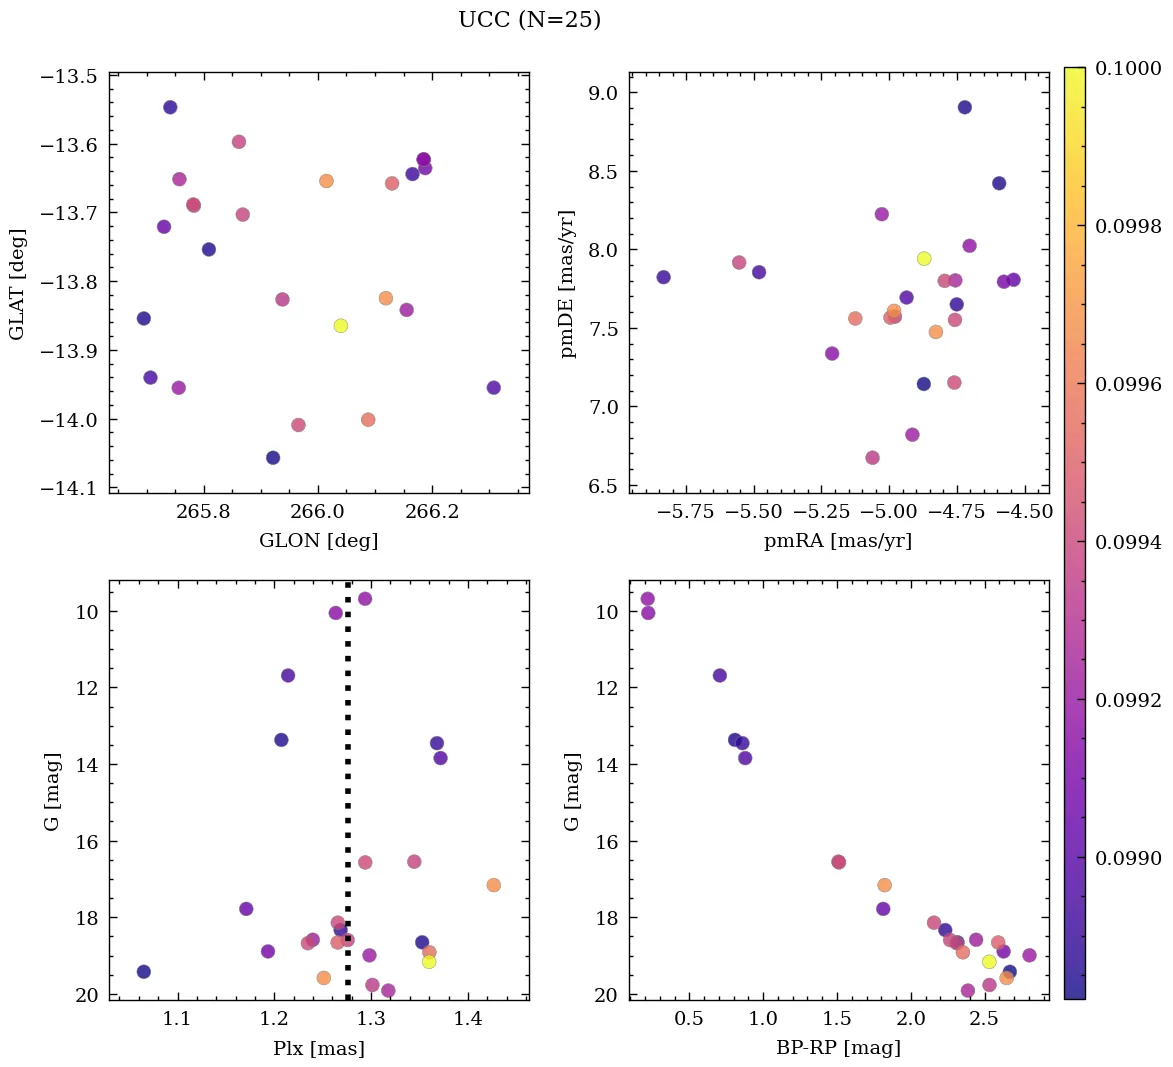 UCC (N=25)
−13.5
−13.6
−13.7
−13.8
−13.9
−14.0
−14.1
GLAT [deg]
265.8 266.0 266.2
GLON [deg]
9.0
8.5
8.0
7.5
7.0
6.5
pmDE [mas/yr]
−5.75 −5.50 −5.25 −5.00 −4.75 −4.50
pmRA [mas/yr]
0.1000
0.0998
0.0996
0.0994
0.0992
0.0990
10
12
14
16
18
20
G [mag]
1.1 1.2 1.3 1.4
Plx [mas]
10
12
14
16
18
20
G [mag]
0.5 1.0 1.5 2.0 2.5
BP-RP [mag]